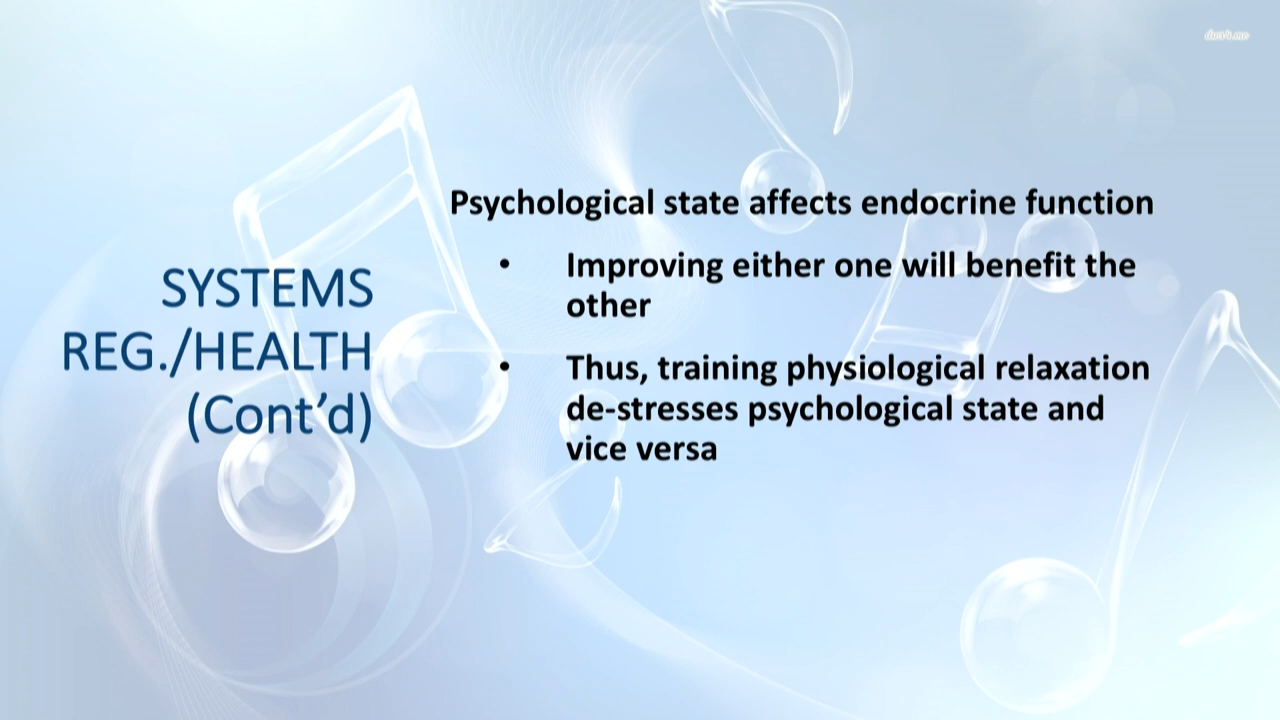 SYSTEMS
REG./HEALTH
(Cont’d)
Psychological state affects endocrine function
• Improving either one will benefit the
other
• Thus, training physiological relaxation
de-stresses psychological state and
vice versa